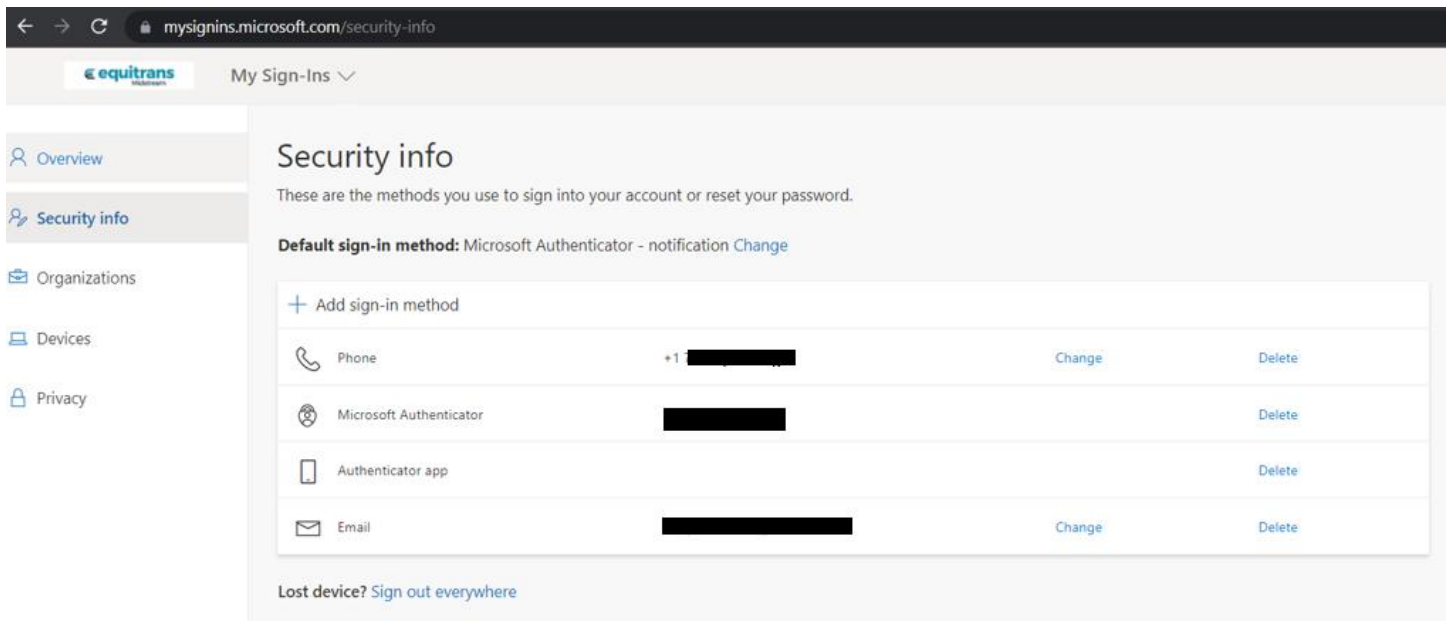 mysignins.microsoft.com/security-info
equitrans
Midstream
My Sign-Ins
Overview
Security info
Organizations
Devices
Privacy
Security info
These are the methods you use to sign into your account or reset your password.
Default sign-in method: Microsoft Authenticator - notification Change
Add sign-in method
Phone +1 Change Delete
Microsoft Authenticator Delete
Authenticator app Delete
Email Change Delete
Lost device? Sign out everywhere